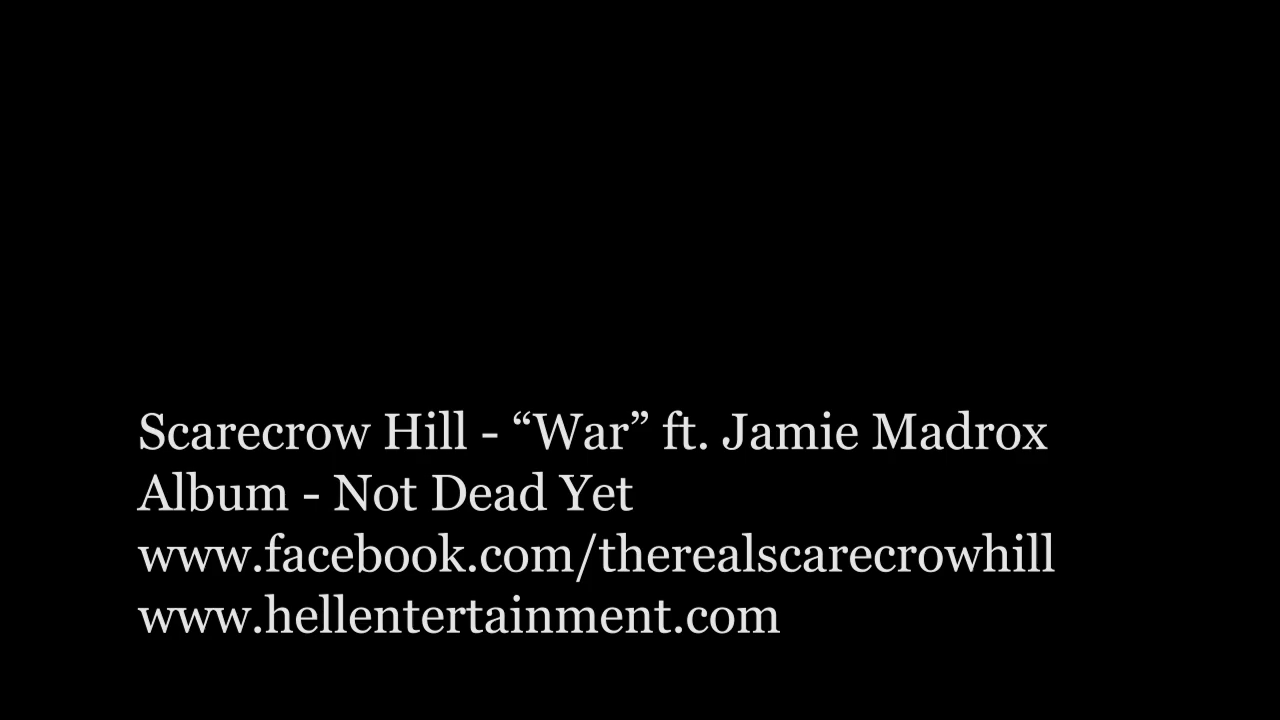 Scarecrow Hill - “War” ft. Jamie Madrox
Album - Not Dead Yet
www.facebook.com/therealscarecrowhill
www.hellentertainment.com